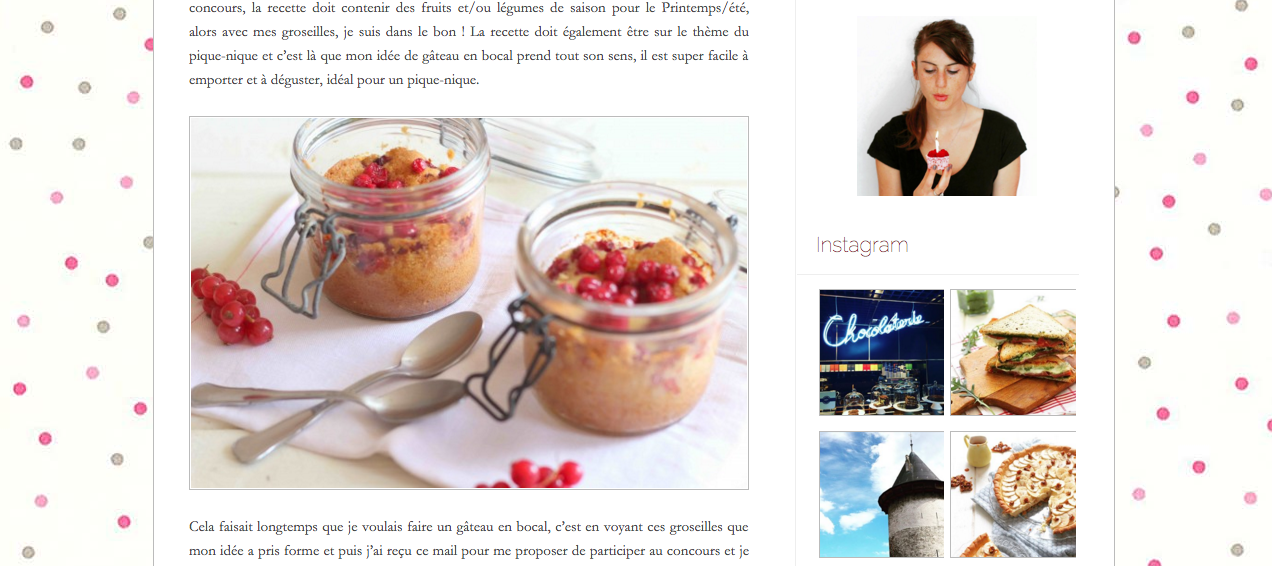 concours, la recette doit contenir des fruits et/ou légumes de saison pour le Printemps/été,
alors avec mes groseilles, je suis dans le bon ! La recette doit également être sur le thème du
pique-nique et c’est là que mon idée de gâteau en bocal prend tout son sens, il est super facile à
emporter et à déguster, idéal pour un pique-nique.
Cela faisait longtemps que je voulais faire un gâteau en bocal, c’est en voyant ces groseilles que
mon idée a pris forme et puis j’ai reçu ce mail pour me proposer de participer au concours et je
Instagram
Chocolaterie